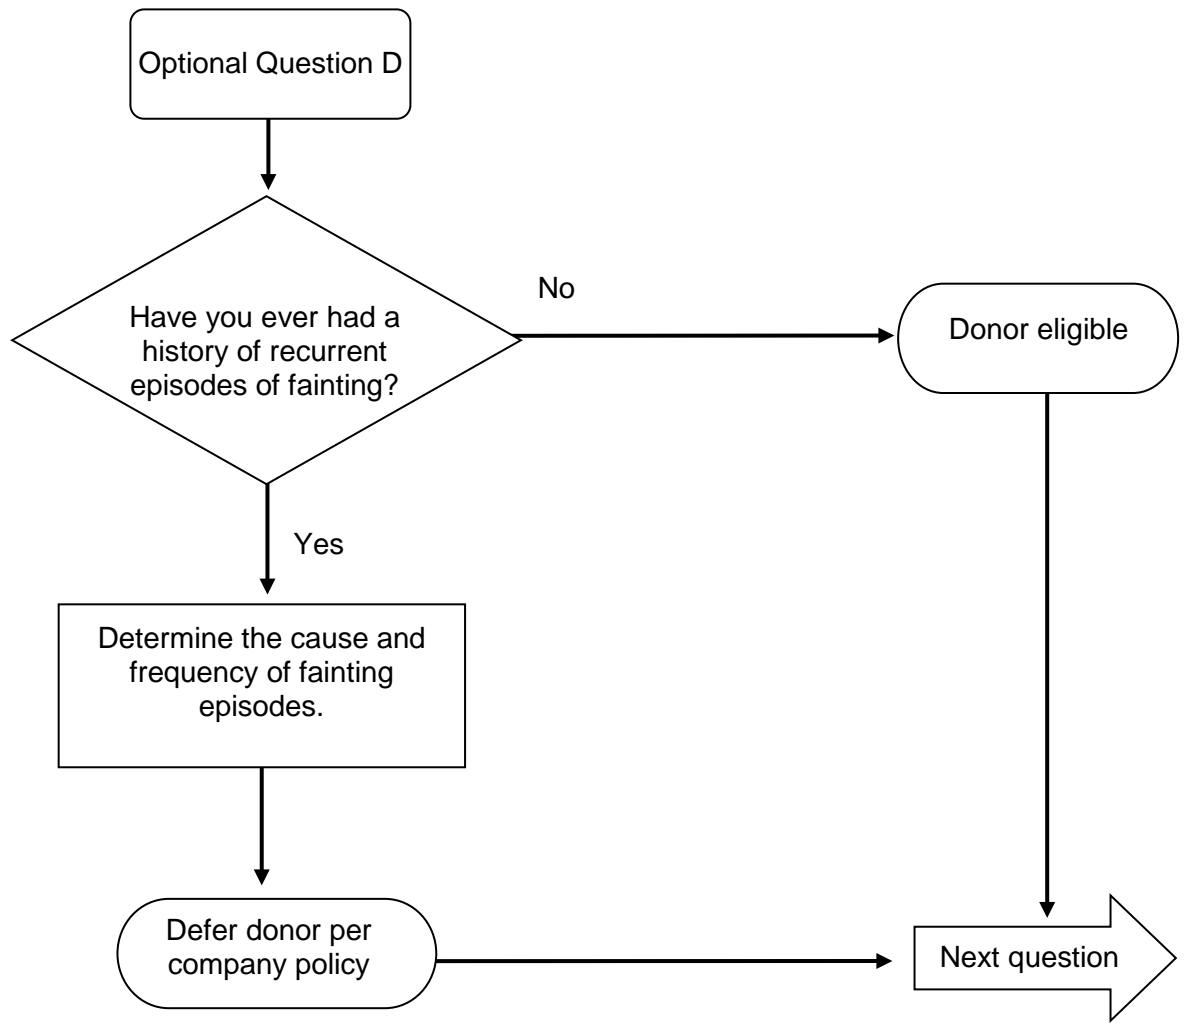 Optional Question D
No
Have you ever had a
history of recurrent
episodes of fainting?
Donor eligible
Yes
Determine the cause and
frequency of fainting
episodes.
Defer donor per
company policy
Next question